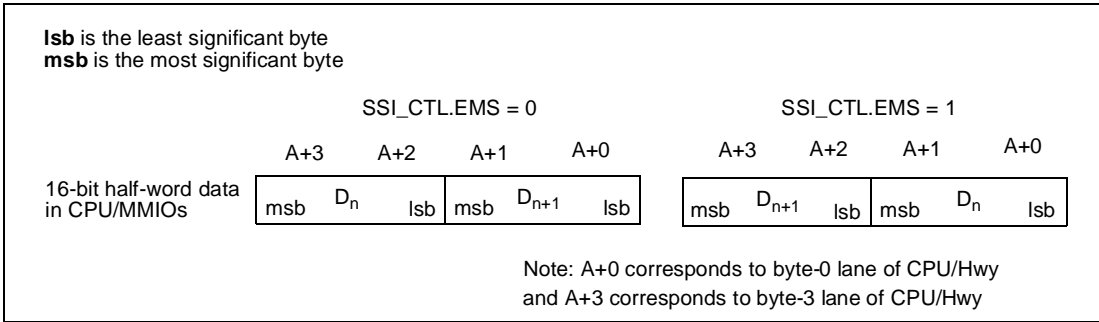 lsb is the least significant byte
msb is the most significant byte
SSI_CTL.EMS = 0 SSI_CTL.EMS = 1
A+3 A+2 A+1 A+0 A+3 A+2 A+1 A+0
16-bit half-word data
in CPU/MMIOs
msb Dn lsb msb Dn+1 lsb msb Dn+1 lsb msb Dn lsb
Note: A+0 corresponds to byte-0 lane of CPU/Hwy
and A+3 corresponds to byte-3 lane of CPU/Hwy